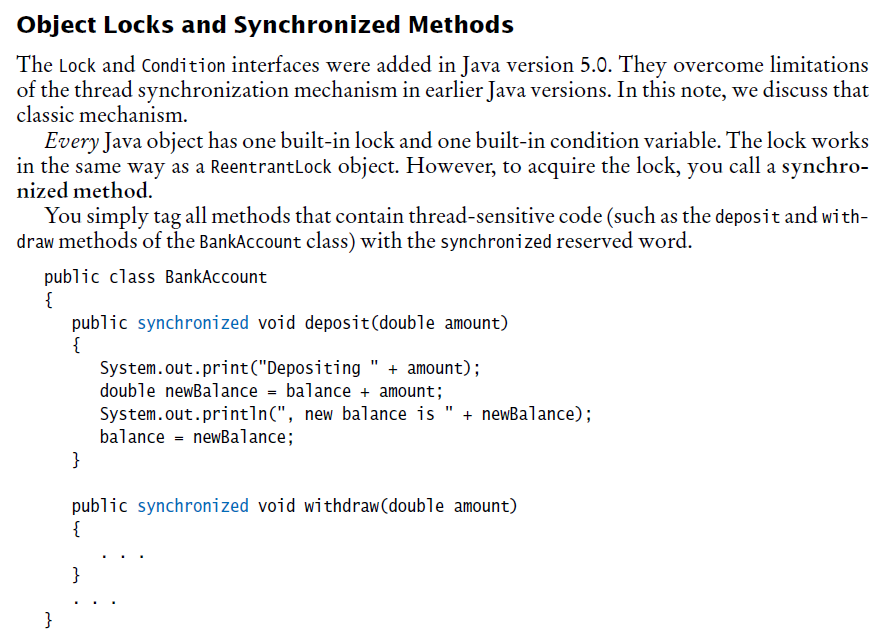 Object Locks and Synchronized Methods
The Lock and Condition interfaces were added in Java version 5.0. They overcome limitations
of the thread synchronization mechanism in earlier Java versions. In this note, we discuss that
classic mechanism.
Every Java object has one built-in lock and one built-in condition variable. The lock works
in the same way as a ReentrantLock object. However, to acquire the lock, you call a synchro-
nized method.
You simply tag all methods that contain thread-sensitive code (such as the deposit and with-
draw methods of the BankAccount class) with the synchronized reserved word.
public class BankAccount
{
public synchronized void deposit(double amount)
{
System.out.print("Depositing " + amount);
double newBalance = balance + amount;
System.out.println(", new balance is " + newBalance);
balance = newBalance;
}
public synchronized void withdraw(double amount)
{
. . .
}
. . .
}